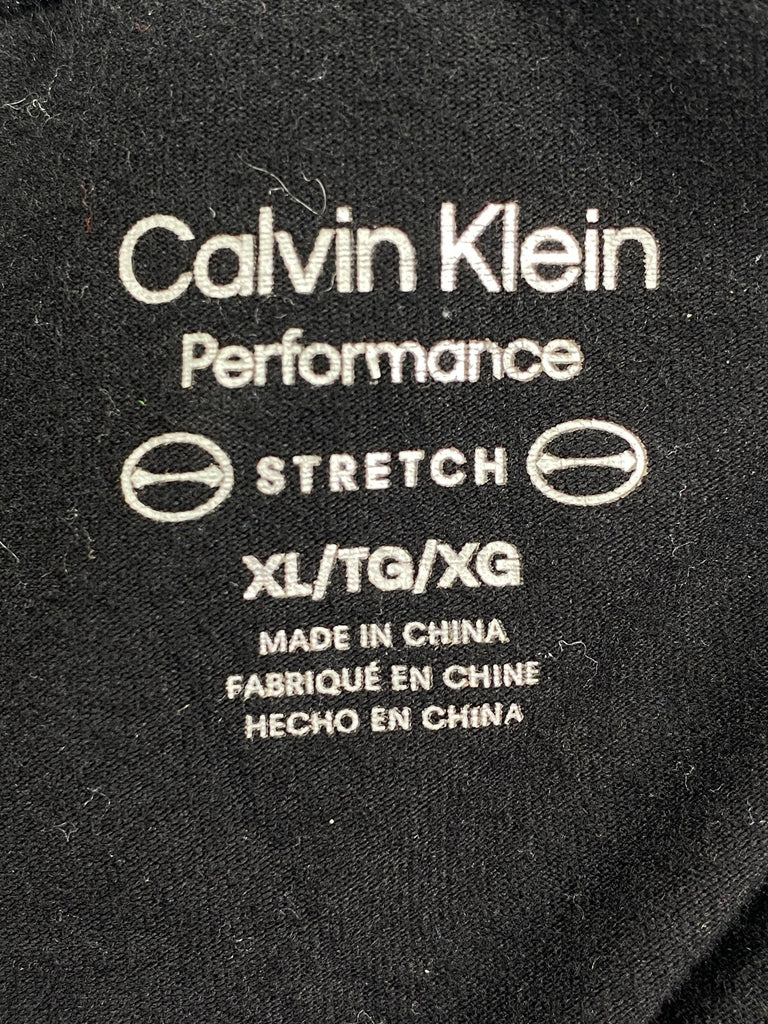 Calvin Klein
Performance
STRETCH
XL/TG/XG
MADE IN CHINA
FABRIQUÉ EN CHINE
HECHO EN CHINA